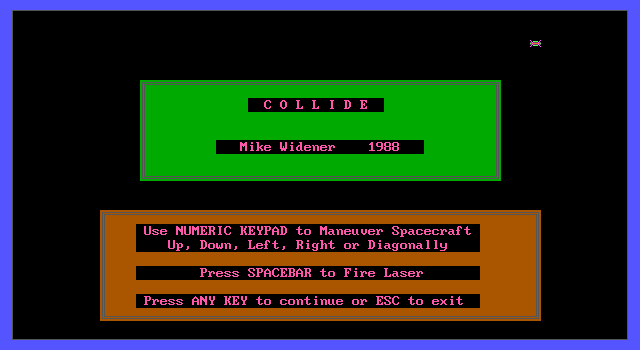 C O L L I D E
Mike Widener 1988
Use NUMERIC KEYPAD to Maneuver Spacecraft
Up, Down, Left, Right or Diagonally
Press SPACEBAR to Fire Laser
Press ANY KEY to continue or ESC to exit